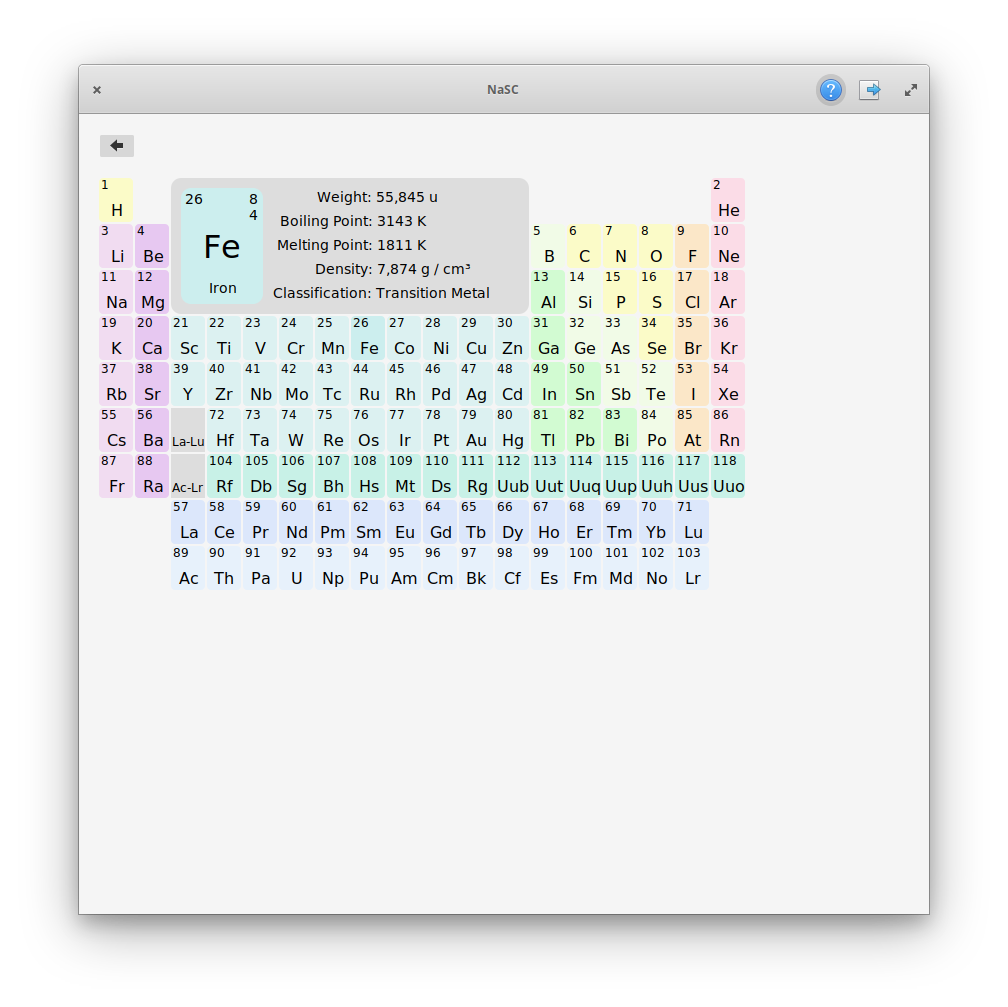 NaSC
?
1 2
H He
26 8
4
Fe
Iron
Weight: 55,845 u
Boiling Point: 3143 K
Melting Point: 1811 K
Density: 7,874 g / cm³
Classification: Transition Metal
3 4 5 6 7 8 9 10
Li Be B C N O F Ne
11 12 13 14 15 16 17 18
Na Mg Al Si P S Cl Ar
19 20 21 22 23 24 25 26 27 28 29 30 31 32 33 34 35 36
K Ca Sc Ti V Cr Mn Fe Co Ni Cu Zn Ga Ge As Se Br Kr
37 38 39 40 41 42 43 44 45 46 47 48 49 50 51 52 53 54
Rb Sr Y Zr Nb Mo Tc Ru Rh Pd Ag Cd In Sn Sb Te I Xe
55 56 72 73 74 75 76 77 78 79 80 81 82 83 84 85 86
Cs Ba La-Lu Hf Ta W Re Os Ir Pt Au Hg Tl Pb Bi Po At Rn
87 88 104 105 106 107 108 109 110 111 112 113 114 115 116 117 118
Fr Ra Ac-Lr Rf Db Sg Bh Hs Mt Ds Rg Uub Uut Uuq Uup Uuh Uus Uuo
57 58 59 60 61 62 63 64 65 66 67 68 69 70 71
La Ce Pr Nd Pm Sm Eu Gd Tb Dy Ho Er Tm Yb Lu
89 90 91 92 93 94 95 96 97 98 99 100 101 102 103
Ac Th Pa U Np Pu Am Cm Bk Cf Es Fm Md No Lr